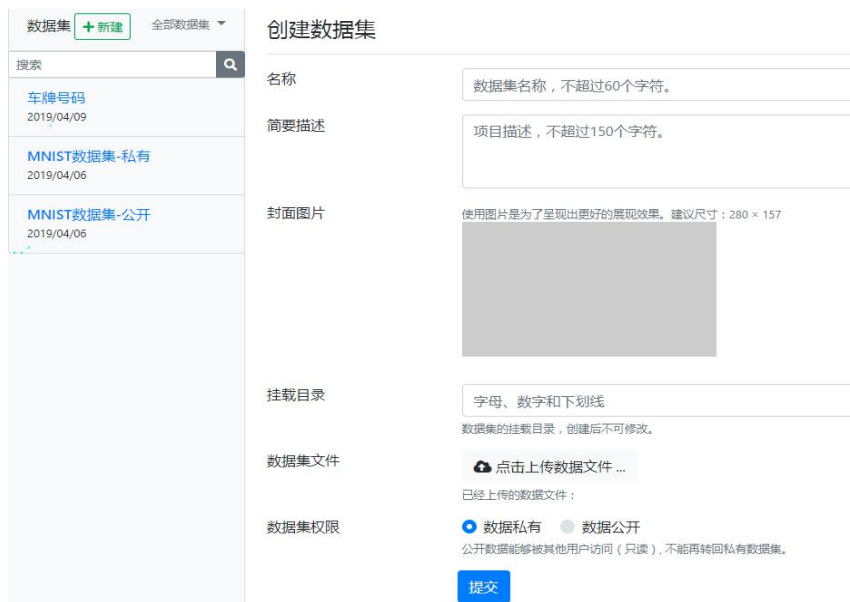 数据集 新建 全部数据集
搜索
车牌号码
2019/04/09
MNIST数据集-私有
2019/04/06
MNIST数据集-公开
2019/04/06
创建数据集
名称
数据集名称，不超过60个字符。
简要描述
项目描述，不超过150个字符。
封面图片
使用图片是为了呈现出更好的展现效果。建议尺寸：280 × 157
挂载目录
字母、数字和下划线
数据集的挂载目录，创建后不可修改。
数据集文件
点击上传数据文件 ...
已经上传的数据文件：
数据集权限
数据私有 数据公开
公开数据能够被其他用户访问（只读），不能再转回私有数据集。
提交